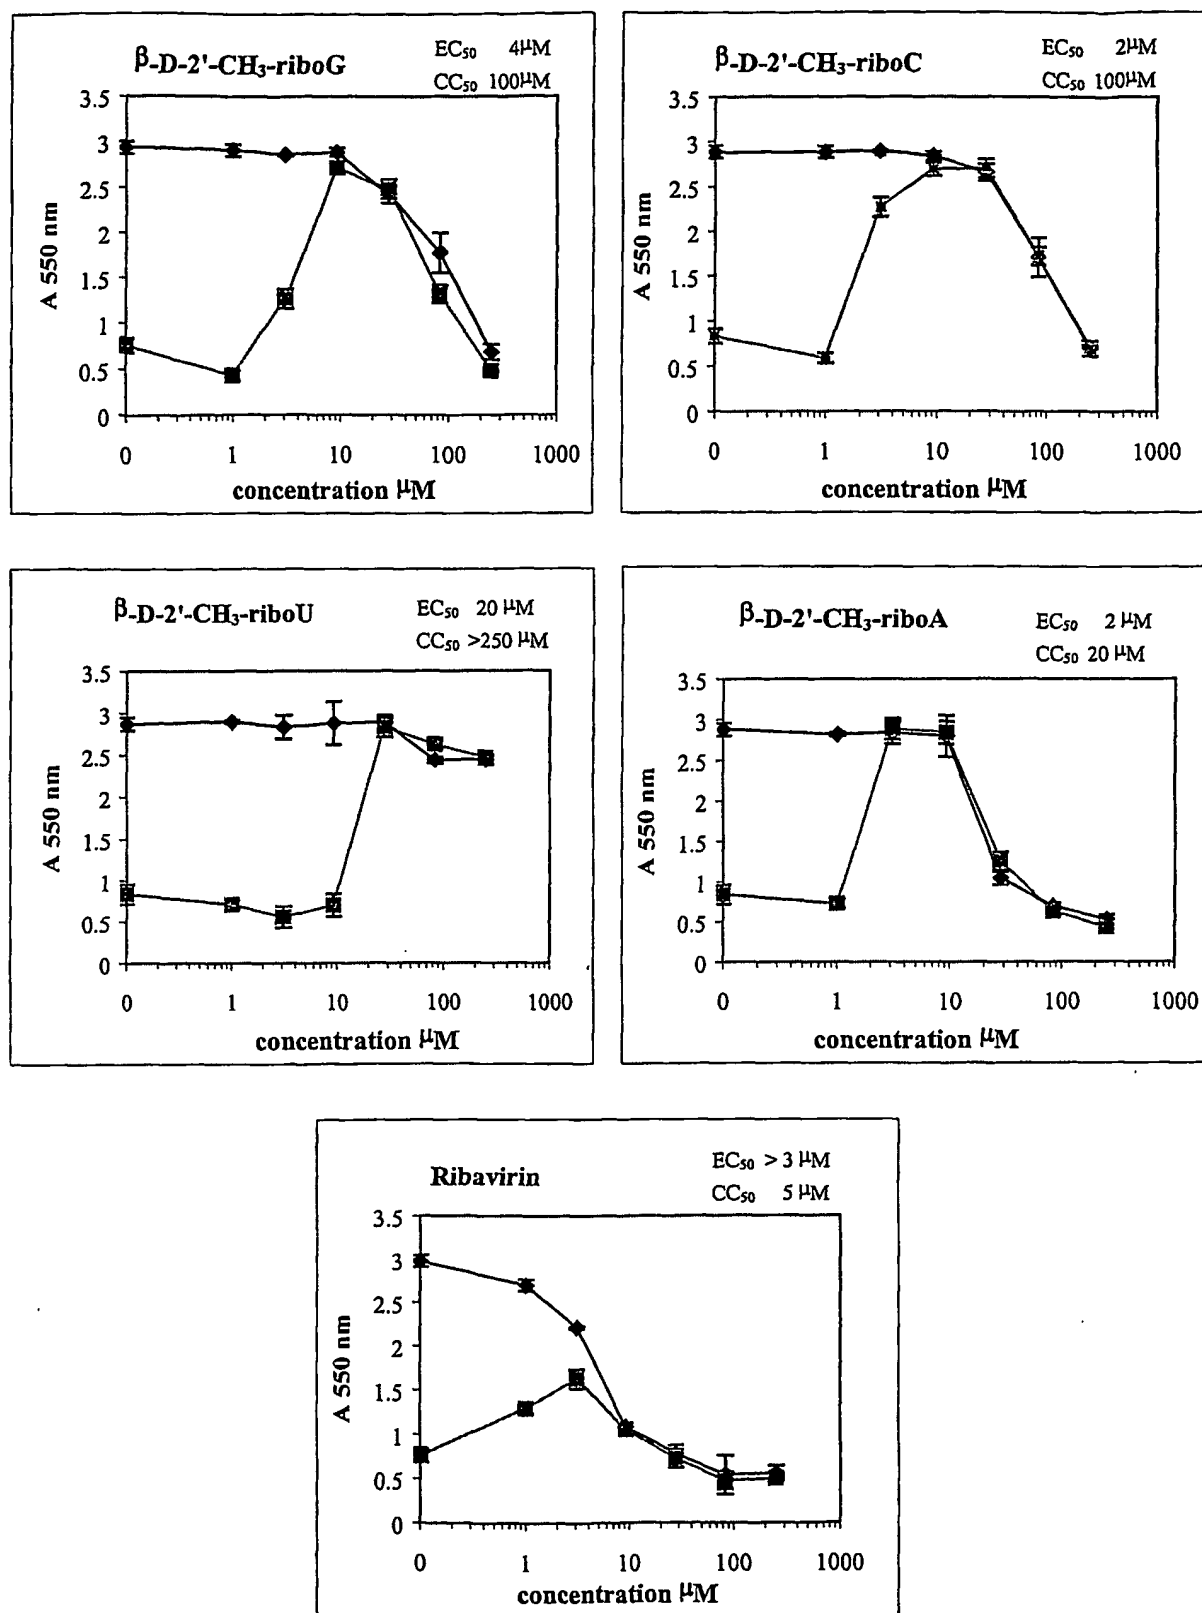 β-D-2'-CH₃-riboG
EC₅₀ 4µM
CC₅₀ 100µM
3.5
3
2.5
2
1.5
1
0.5
0
A 550 nm
0 1 10 100 1000
concentration µM
β-D-2'-CH₃-riboC
EC₅₀ 2µM
CC₅₀ 100µM
3.5
3
2.5
2
1.5
1
0.5
0
A 550 nm
0 1 10 100 1000
concentration µM
β-D-2'-CH₃-riboU
EC₅₀ 20 µM
CC₅₀ >250 µM
3.5
3
2.5
2
1.5
1
0.5
0
A 550 nm
0 1 10 100 1000
concentration µM
β-D-2'-CH₃-riboA
EC₅₀ 2 µM
CC₅₀ 20 µM
3.5
3
2.5
2
1.5
1
0.5
0
A 550 nm
0 1 10 100 1000
concentration µM
Ribavirin
EC₅₀ > 3 µM
CC₅₀ 5 µM
3.5
3
2.5
2
1.5
1
0.5
0
A 550 nm
0 1 10 100 1000
concentration µM